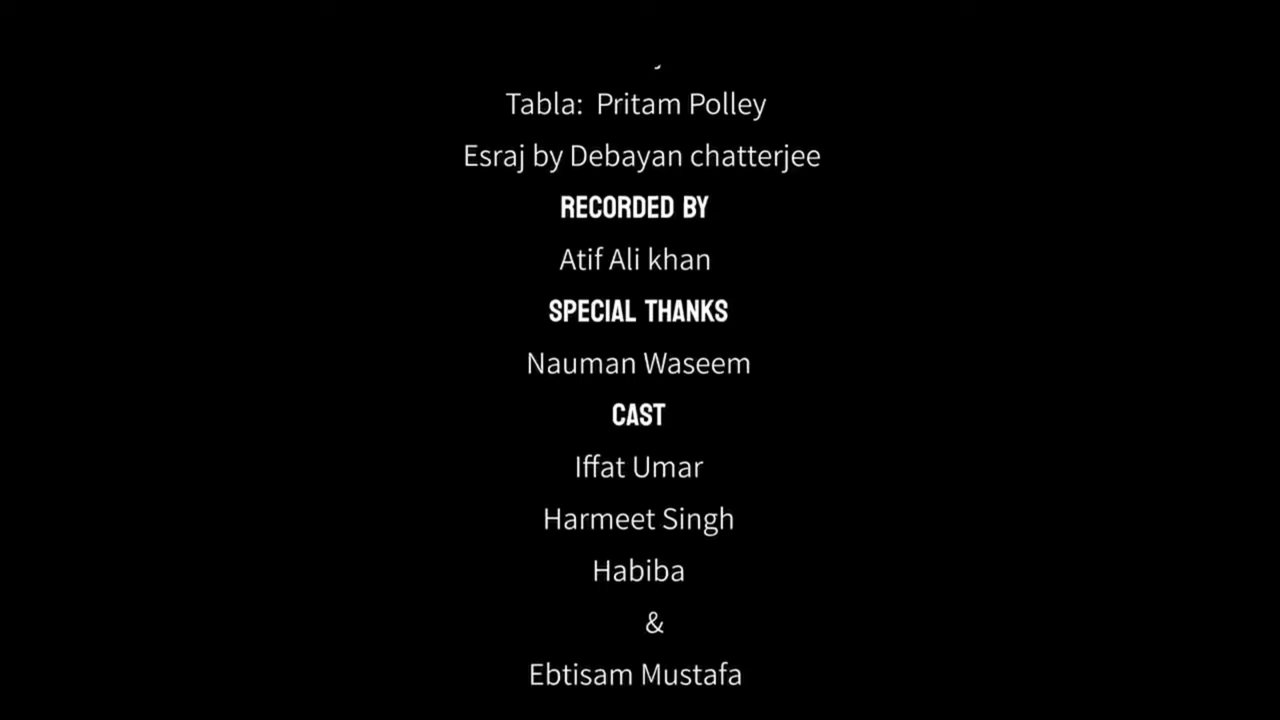 Tabla:  Pritam Polley
Esraj by Debayan chatterjee
RECORDED BY
Atif Ali khan
SPECIAL THANKS
Nauman Waseem
CAST
Iffat Umar
Harmeet Singh
Habiba
&
Ebtisam Mustafa